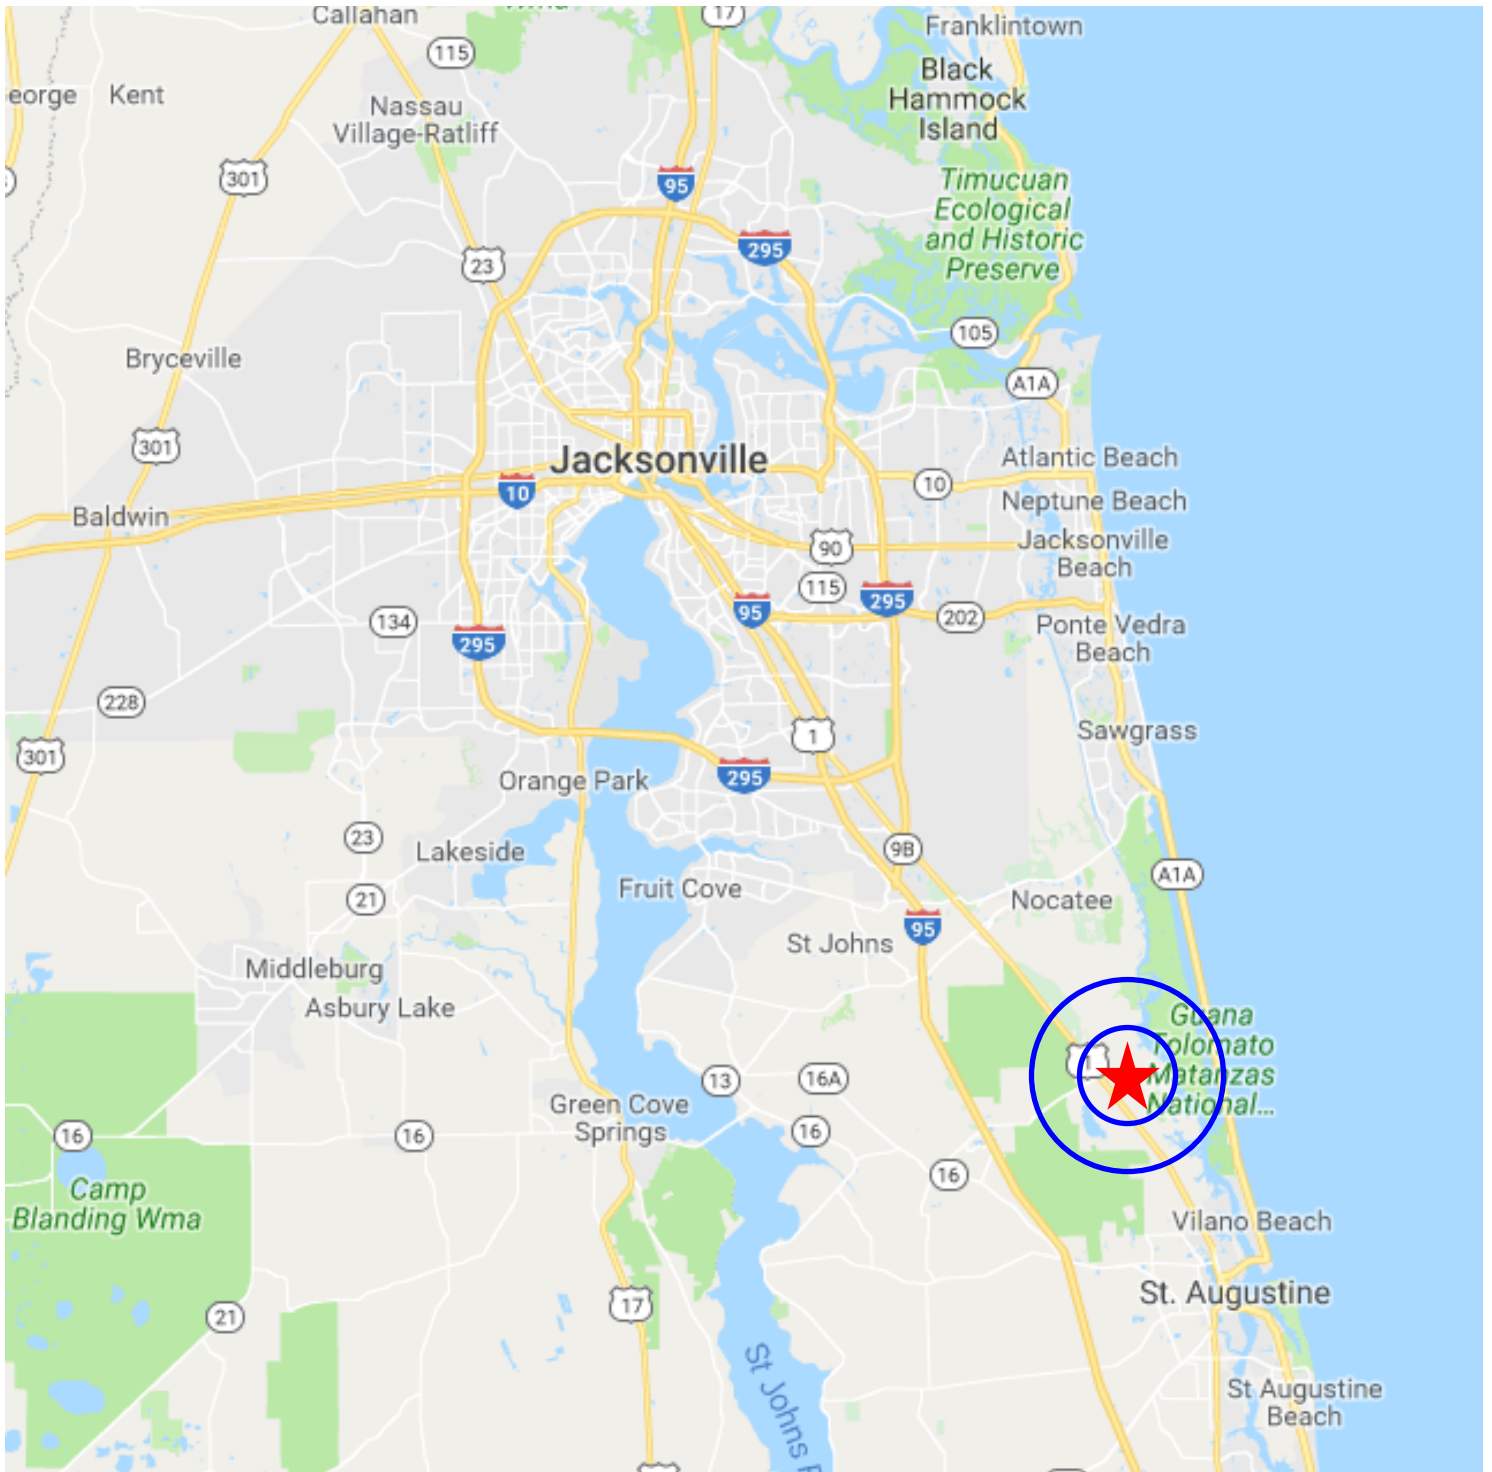 Callahan
17
Franklintown
115
Black
Hammock
Island
eorge
Kent
Nassau
Village-Ratliff
301
95
Timucuan
Ecological
and Historic
Preserve
295
23
105
Bryceville
A1A
301
Jacksonville
Atlantic Beach
10
10
Neptune Beach
Baldwin
90
Jacksonville
Beach
115
295
95
202
134
295
Ponte Vedra
Beach
228
1
Sawgrass
301
295
Orange Park
23
Lakeside
9B
A1A
21
Fruit Cove
Nocatee
95
St Johns
Middleburg
Asbury Lake
Guana
Tolomato
Matanzas
National...
1
13
16A
Green Cove
Springs
16
16
16
16
Camp
Blanding Wma
Vilano Beach
St. Augustine
17
21
St Johns
St Augustine
Beach